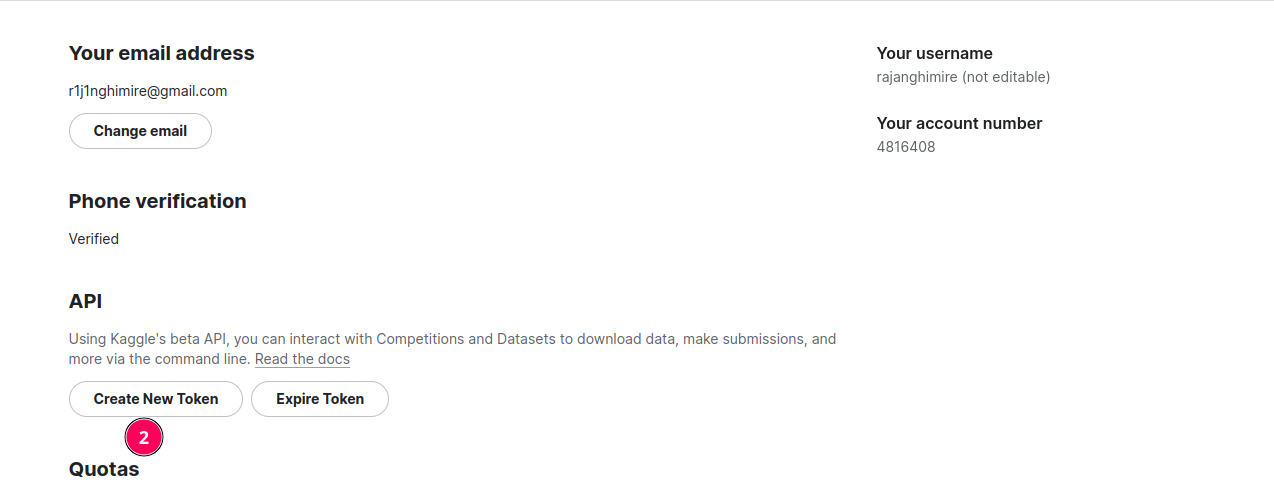 Your email address
r1j1nghimire@gmail.com
Change email
Your username
rajanghimire (not editable)
Your account number
4816408
Phone verification
Verified
API
Using Kaggle's beta API, you can interact with Competitions and Datasets to download data, make submissions, and
more via the command line. Read the docs
Create New Token Expire Token
2
Quotas